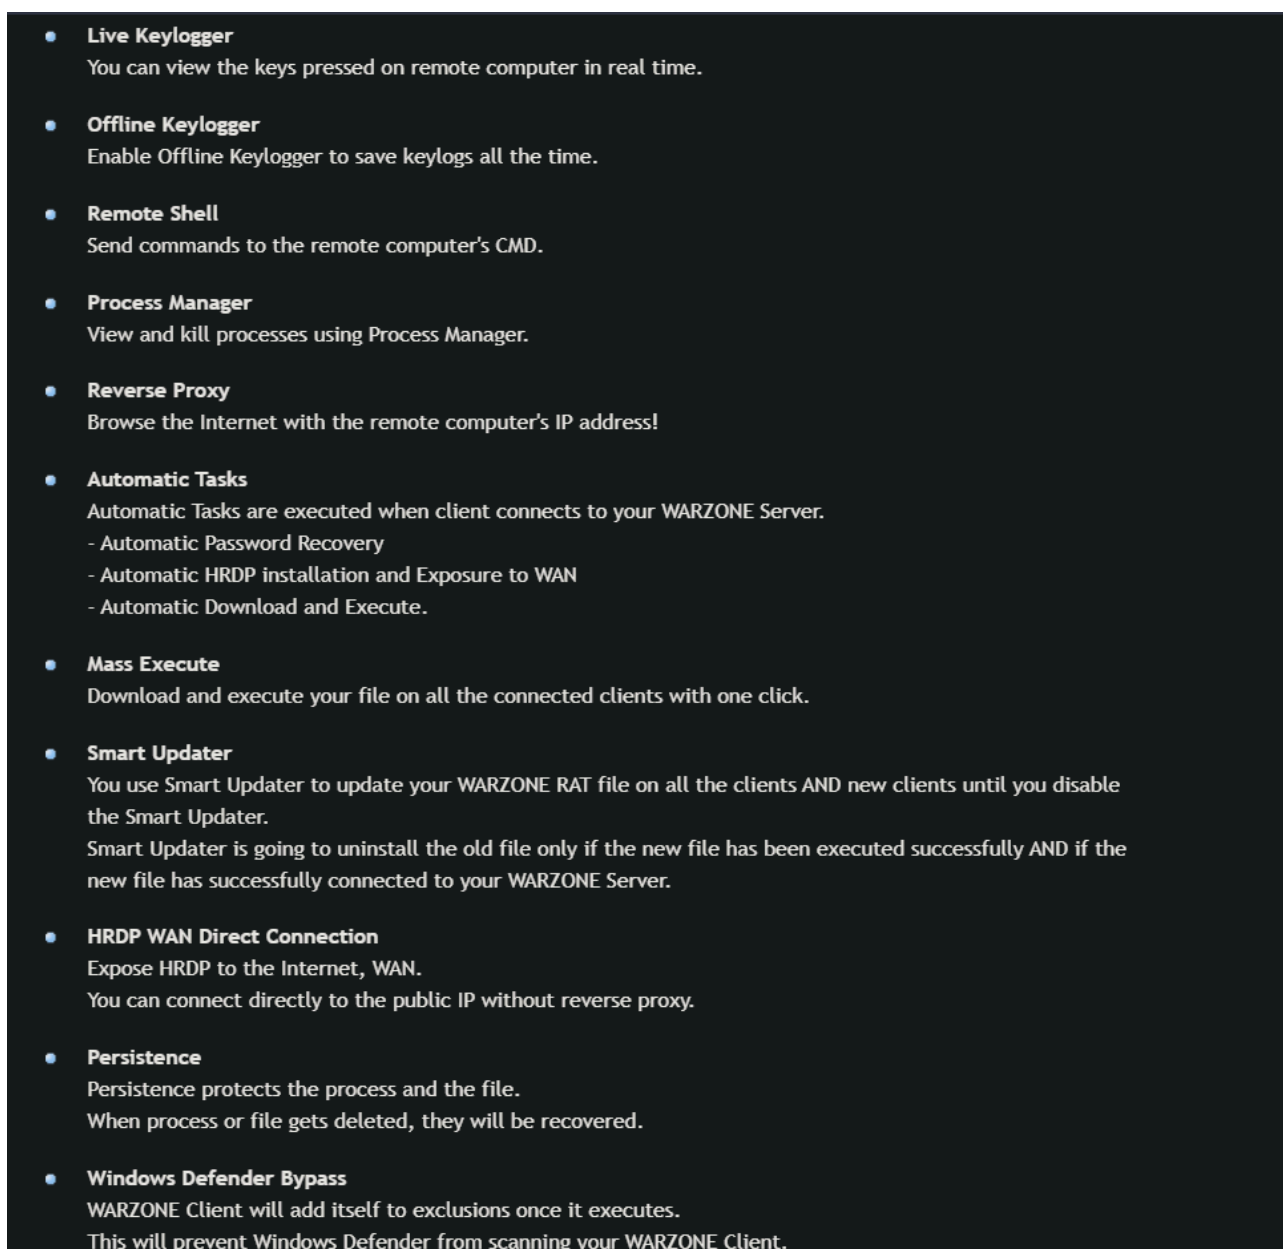 Live Keylogger
You can view the keys pressed on remote computer in real time.
Offline Keylogger
Enable Offline Keylogger to save keylogs all the time.
Remote Shell
Send commands to the remote computer's CMD.
Process Manager
View and kill processes using Process Manager.
Reverse Proxy
Browse the Internet with the remote computer's IP address!
Automatic Tasks
Automatic Tasks are executed when client connects to your WARZONE Server.
- Automatic Password Recovery
- Automatic HRDP installation and Exposure to WAN
- Automatic Download and Execute.
Mass Execute
Download and execute your file on all the connected clients with one click.
Smart Updater
You use Smart Updater to update your WARZONE RAT file on all the clients AND new clients until you disable
the Smart Updater.
Smart Updater is going to uninstall the old file only if the new file has been executed successfully AND if the
new file has successfully connected to your WARZONE Server.
HRDP WAN Direct Connection
Expose HRDP to the Internet, WAN.
You can connect directly to the public IP without reverse proxy.
Persistence
Persistence protects the process and the file.
When process or file gets deleted, they will be recovered.
Windows Defender Bypass
WARZONE Client will add itself to exclusions once it executes.
This will prevent Windows Defender from scanning your WARZONE Client.